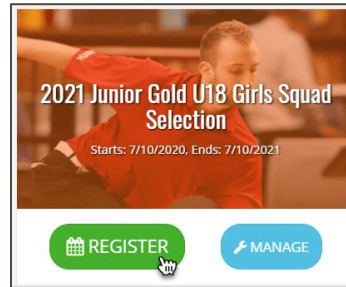 2021 Junior Gold U18 Girls Squad
Selection
Starts: 7/10/2020, Ends: 7/10/2021
REGISTER
MANAGE